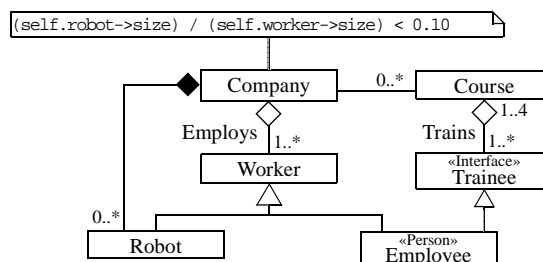 (self.robot->size) / (self.worker->size) < 0.10
Company
0..*
Course
Employs
1..*
Trains
1..4
1..*
Worker
«Interface»
Trainee
0..*
Robot
«Person»
Employee